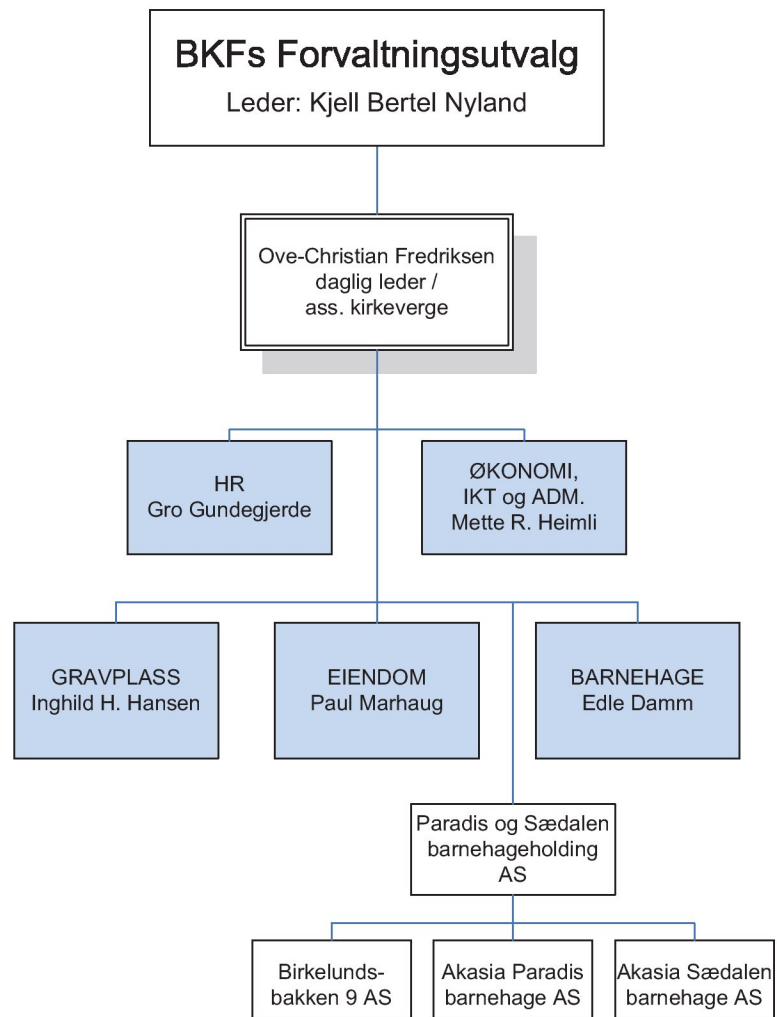 BKFs Forvaltningsutvalg
Leder: Kjell Bertel Nyland
Ove-Christian Fredriksen
daglig leder /
ass. kirkeverge
HR
Gro Gundegjerde
ØKONOMI,
IKT og ADM.
Mette R. Heimli
GRAVPLASS
Inghild H. Hansen
EIENDOM
Paul Marhaug
BARNEHAGE
Edle Damm
Paradis og Sædalen
barnehageholding
AS
Birkelunds-
bakken 9 AS
Akasia Paradis
barnehage AS
Akasia Sædalen
barnehage AS